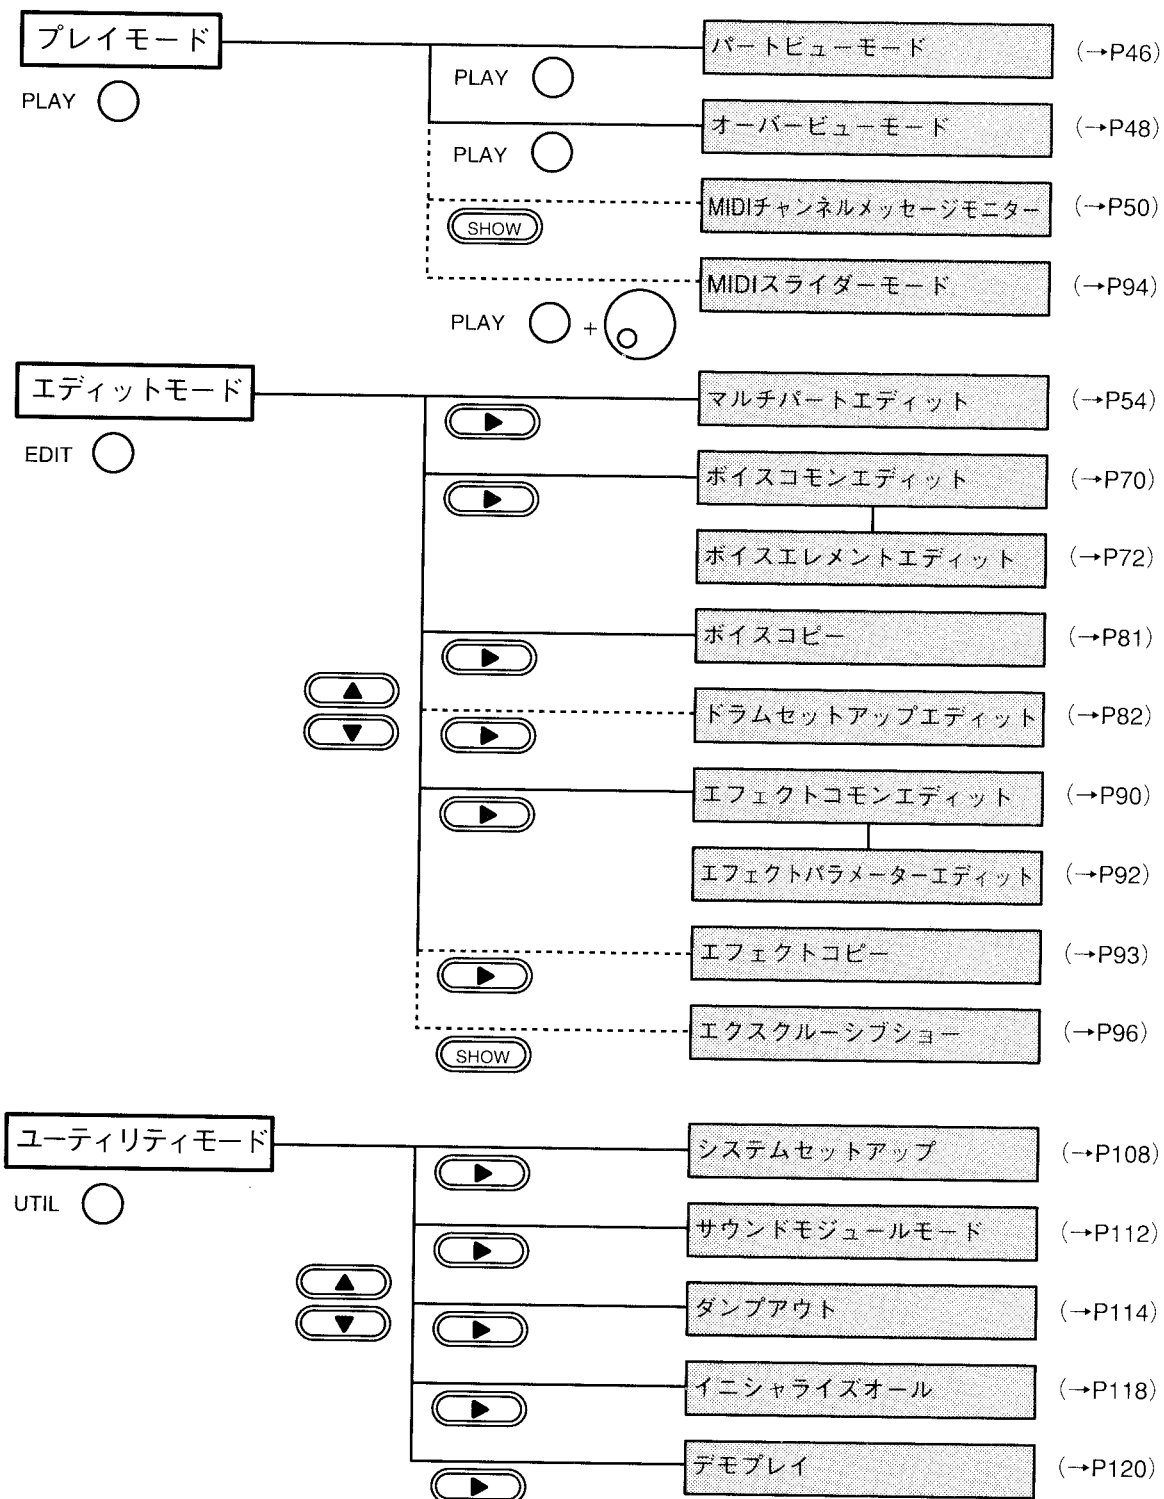 プレイモード
パートビューモード (→P46)
PLAY
PLAY
オーバービューモード (→P48)
PLAY
MIDIチャンネルメッセージモニター (→P50)
SHOW
MIDIスライダーモード (→P94)
PLAY +
エディットモード
マルチパートエディット (→P54)
EDIT
ボイスコモンエディット (→P70)
ボイスエレメントエディット (→P72)
ボイスコピー (→P81)
ドラムセットアップエディット (→P82)
エフェクトコモンエディット (→P90)
エフェクトパラメーターエディット (→P92)
エフェクトコピー (→P93)
エクスクルーシブショー (→P96)
SHOW
ユーティリティモード
システムセットアップ (→P108)
UTIL
サウンドモジュールモード (→P112)
ダンプアウト (→P114)
イニシャライズオール (→P118)
デモプレイ (→P120)